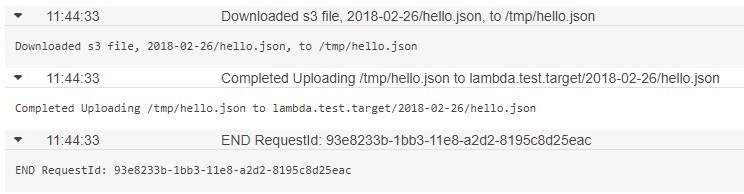 11:44:33 Downloaded s3 file, 2018-02-26/hello.json, to /tmp/hello.json
Downloaded s3 file, 2018-02-26/hello.json, to /tmp/hello.json
11:44:33 Completed Uploading /tmp/hello.json to lambda.test.target/2018-02-26/hello.json
Completed Uploading /tmp/hello.json to lambda.test.target/2018-02-26/hello.json
11:44:33 END RequestId: 93e8233b-1bb3-11e8-a2d2-8195c8d25eac
END RequestId: 93e8233b-1bb3-11e8-a2d2-8195c8d25eac